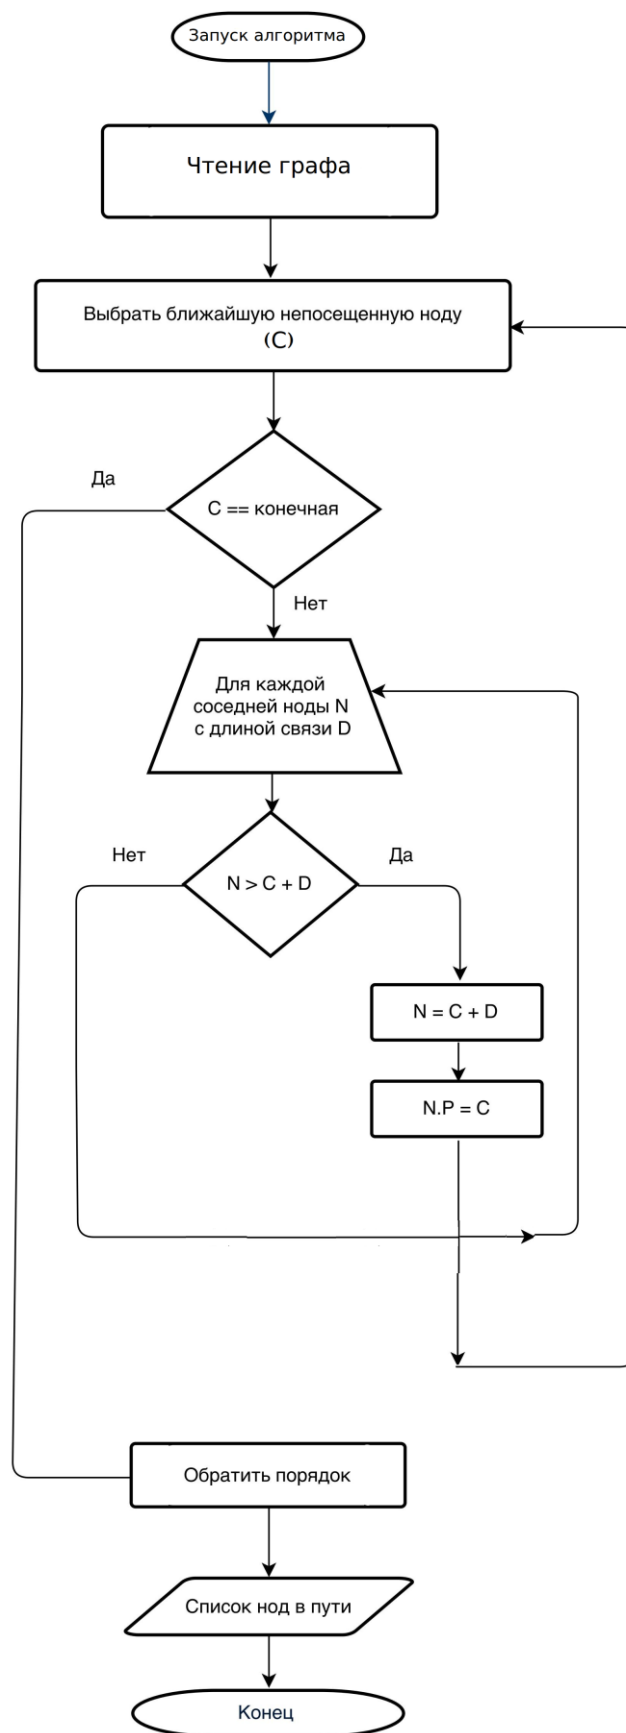 Запуск алгоритма
Чтение графа
Выбрать ближайшую непосещенную ноду
(С)
Да
С == конечная
Нет
Для каждой
соседней ноды N
с длиной связи D
Нет
Да
N > C + D
N = C + D
N.P = C
Обратить порядок
Список нод в пути
Конец